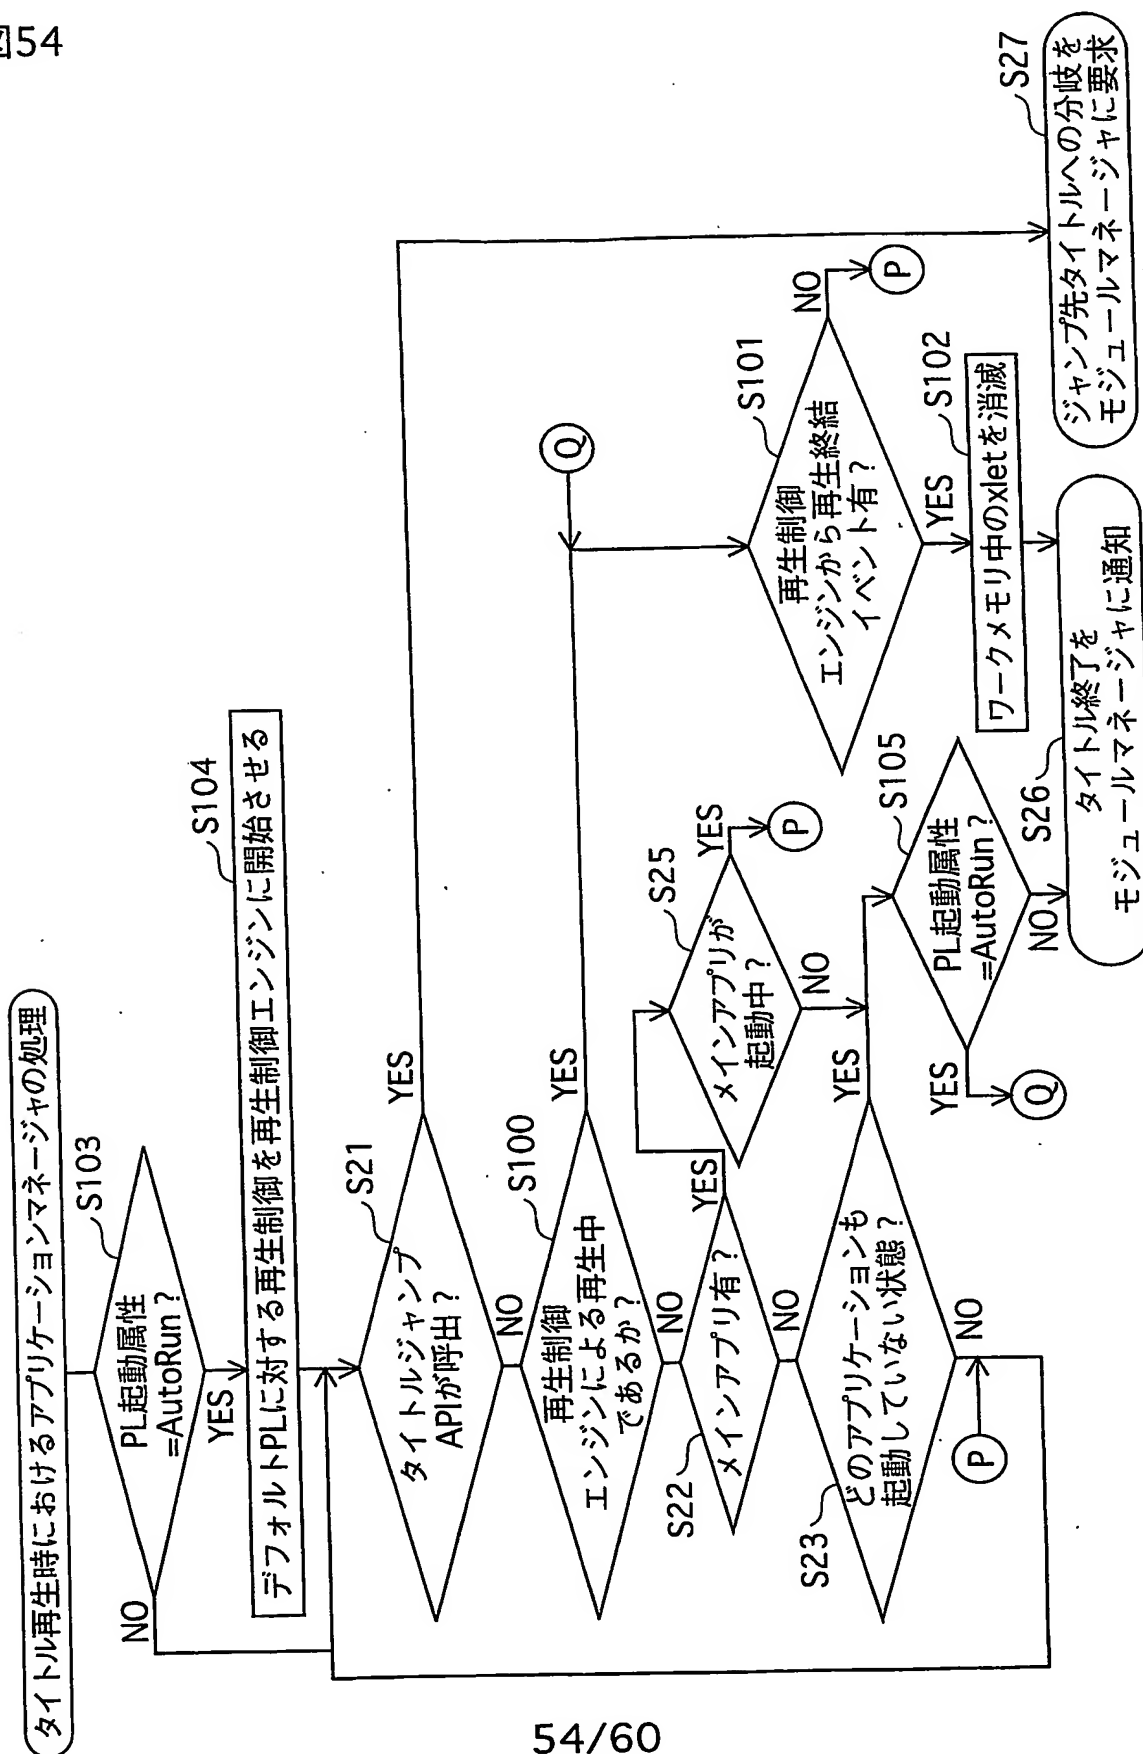 図54
タイトル再生時におけるアプリケーションマネージャの処理
S103
PL起動属性
=AutoRun?
NO
YES
S104
デフォルトPLに対する再生制御を再生制御エンジンに開始させる
S21
タイトルジャンプ
APIが呼出?
YES
NO
S100
再生制御
エンジンによる再生中
であるか?
YES
NO
S22
メインアプリ有?
YES
NO
S25
メインアプリが
起動中?
YES
P
NO
S23
どのアプリケーションも
起動していない状態?
YES
NO
P
S105
PL起動属性
=AutoRun?
YES
Q
NO
Q
S101
再生制御
エンジンから再生終結
イベント有?
NO
P
YES
S102
ワークメモリ中のxletを消滅
S26
タイトル終了を
モジュールマネージャに通知
S27
ジャンプ先タイトルへの分岐を
モジュールマネージャに要求
54/60